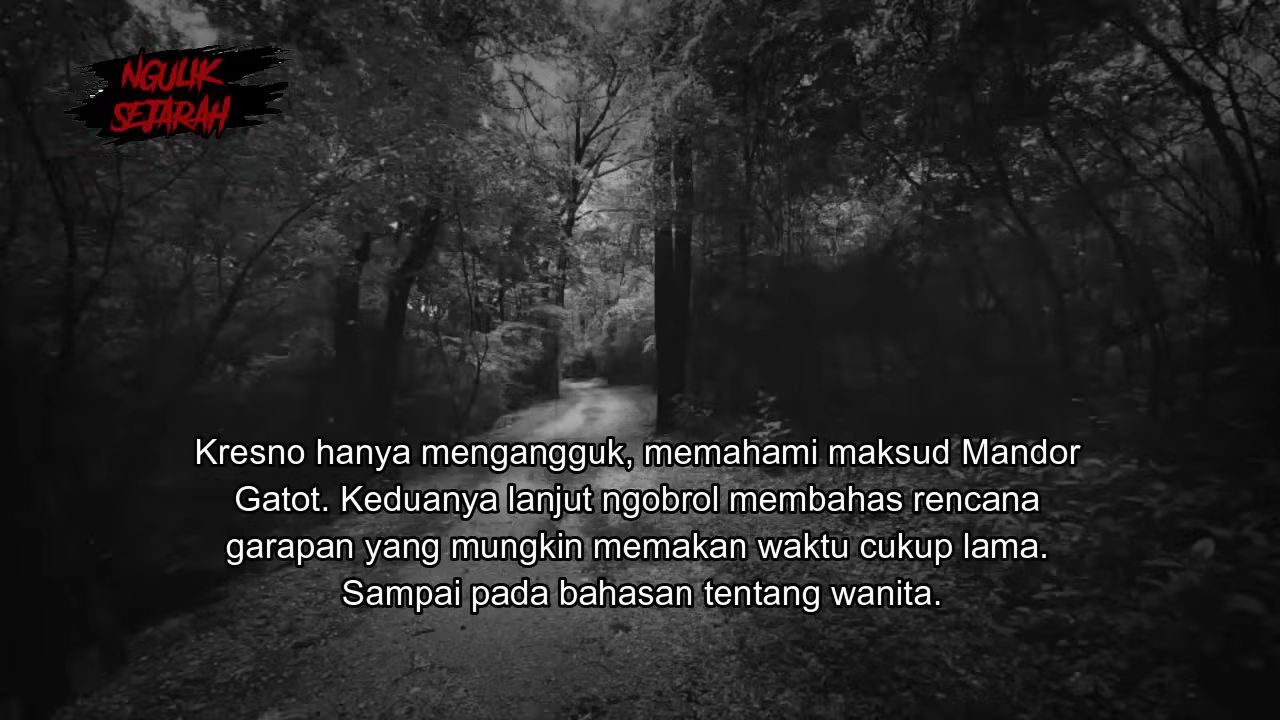 NGULIK
SEJARAH
Kresno hanya mengangguk, memahami maksud Mandor
Gatot. Keduanya lanjut ngobrol membahas rencana
garapan yang mungkin memakan waktu cukup lama.
Sampai pada bahasan tentang wanita.